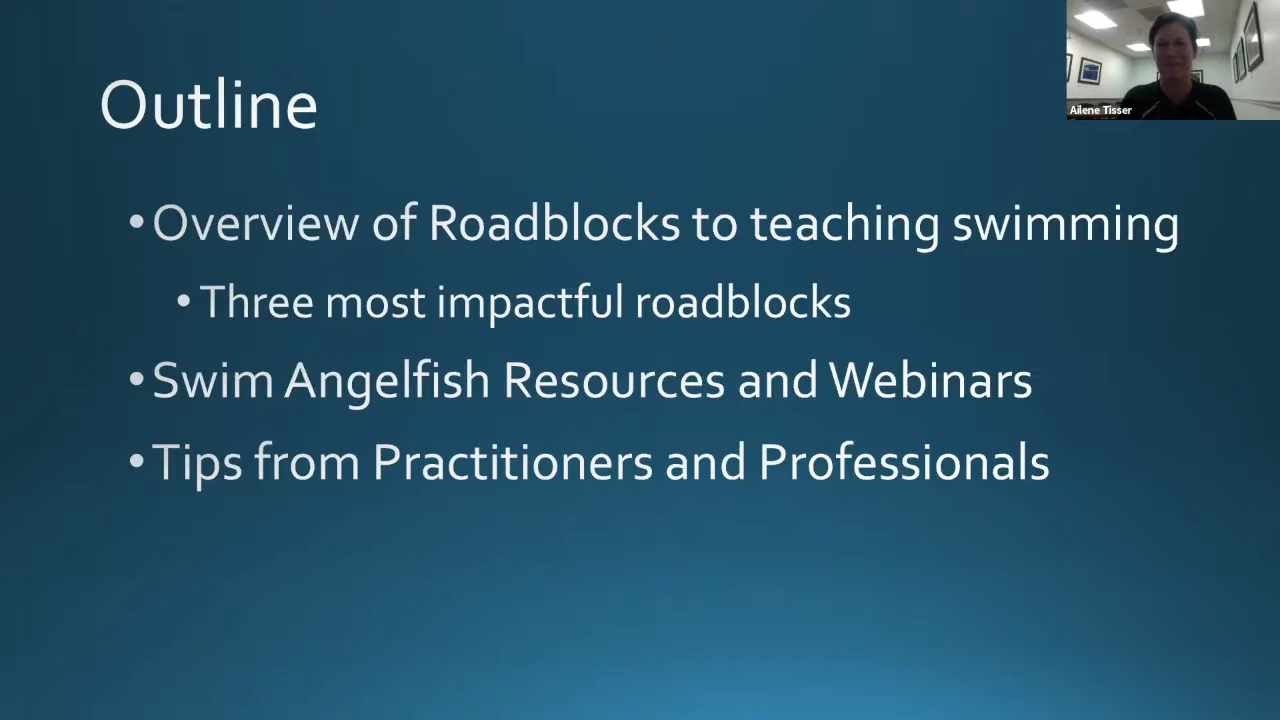 Outline
Ailene Tisser
•Overview of Roadblocks to teaching swimming
•Three most impactful roadblocks
•Swim Angelfish Resources and Webinars
•Tips from Practitioners and Professionals